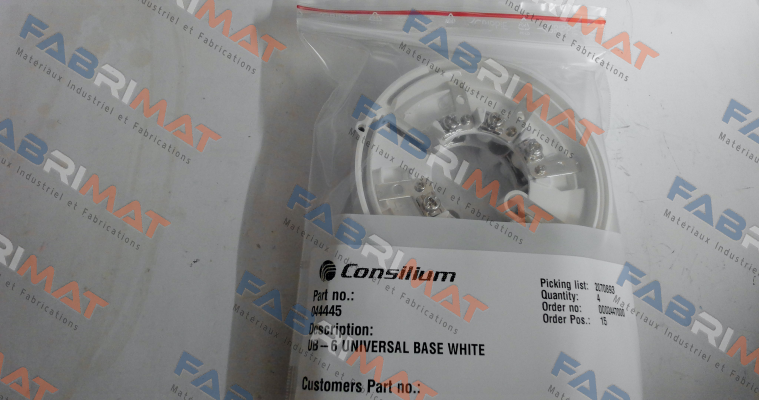 Consilium
Part no.:
044445
Description:
UB-6 UNIVERSAL BASE WHITE
Customers Part no.:
Picking list: 2070893
Quantity: 4
Order no:
Order Pos.: 15
FABRIMAT
Materiaux Industriel et Fabrications